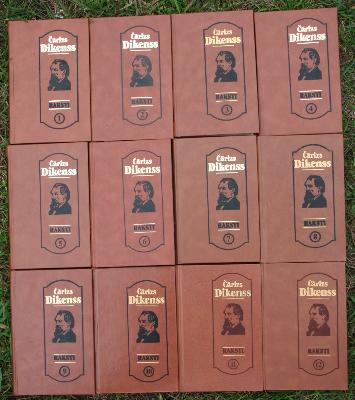 Čārlzs
Dikenss
RAKSTI
1
Čārlzs
Dikenss
RAKSTI
2
Čārlzs
Dikenss
RAKSTI
3
Čārlzs
Dikenss
RAKSTI
4
Čārlzs
Dikenss
RAKSTI
5
Čārlzs
Dikenss
RAKSTI
6
Čārlzs
Dikenss
RAKSTI
7
Čārlzs
Dikenss
RAKSTI
8
Čārlzs
Dikenss
RAKSTI
9
Čārlzs
Dikenss
RAKSTI
10
Čārlzs
Dikenss
RAKSTI
11
Čārlzs
Dikenss
RAKSTI
12